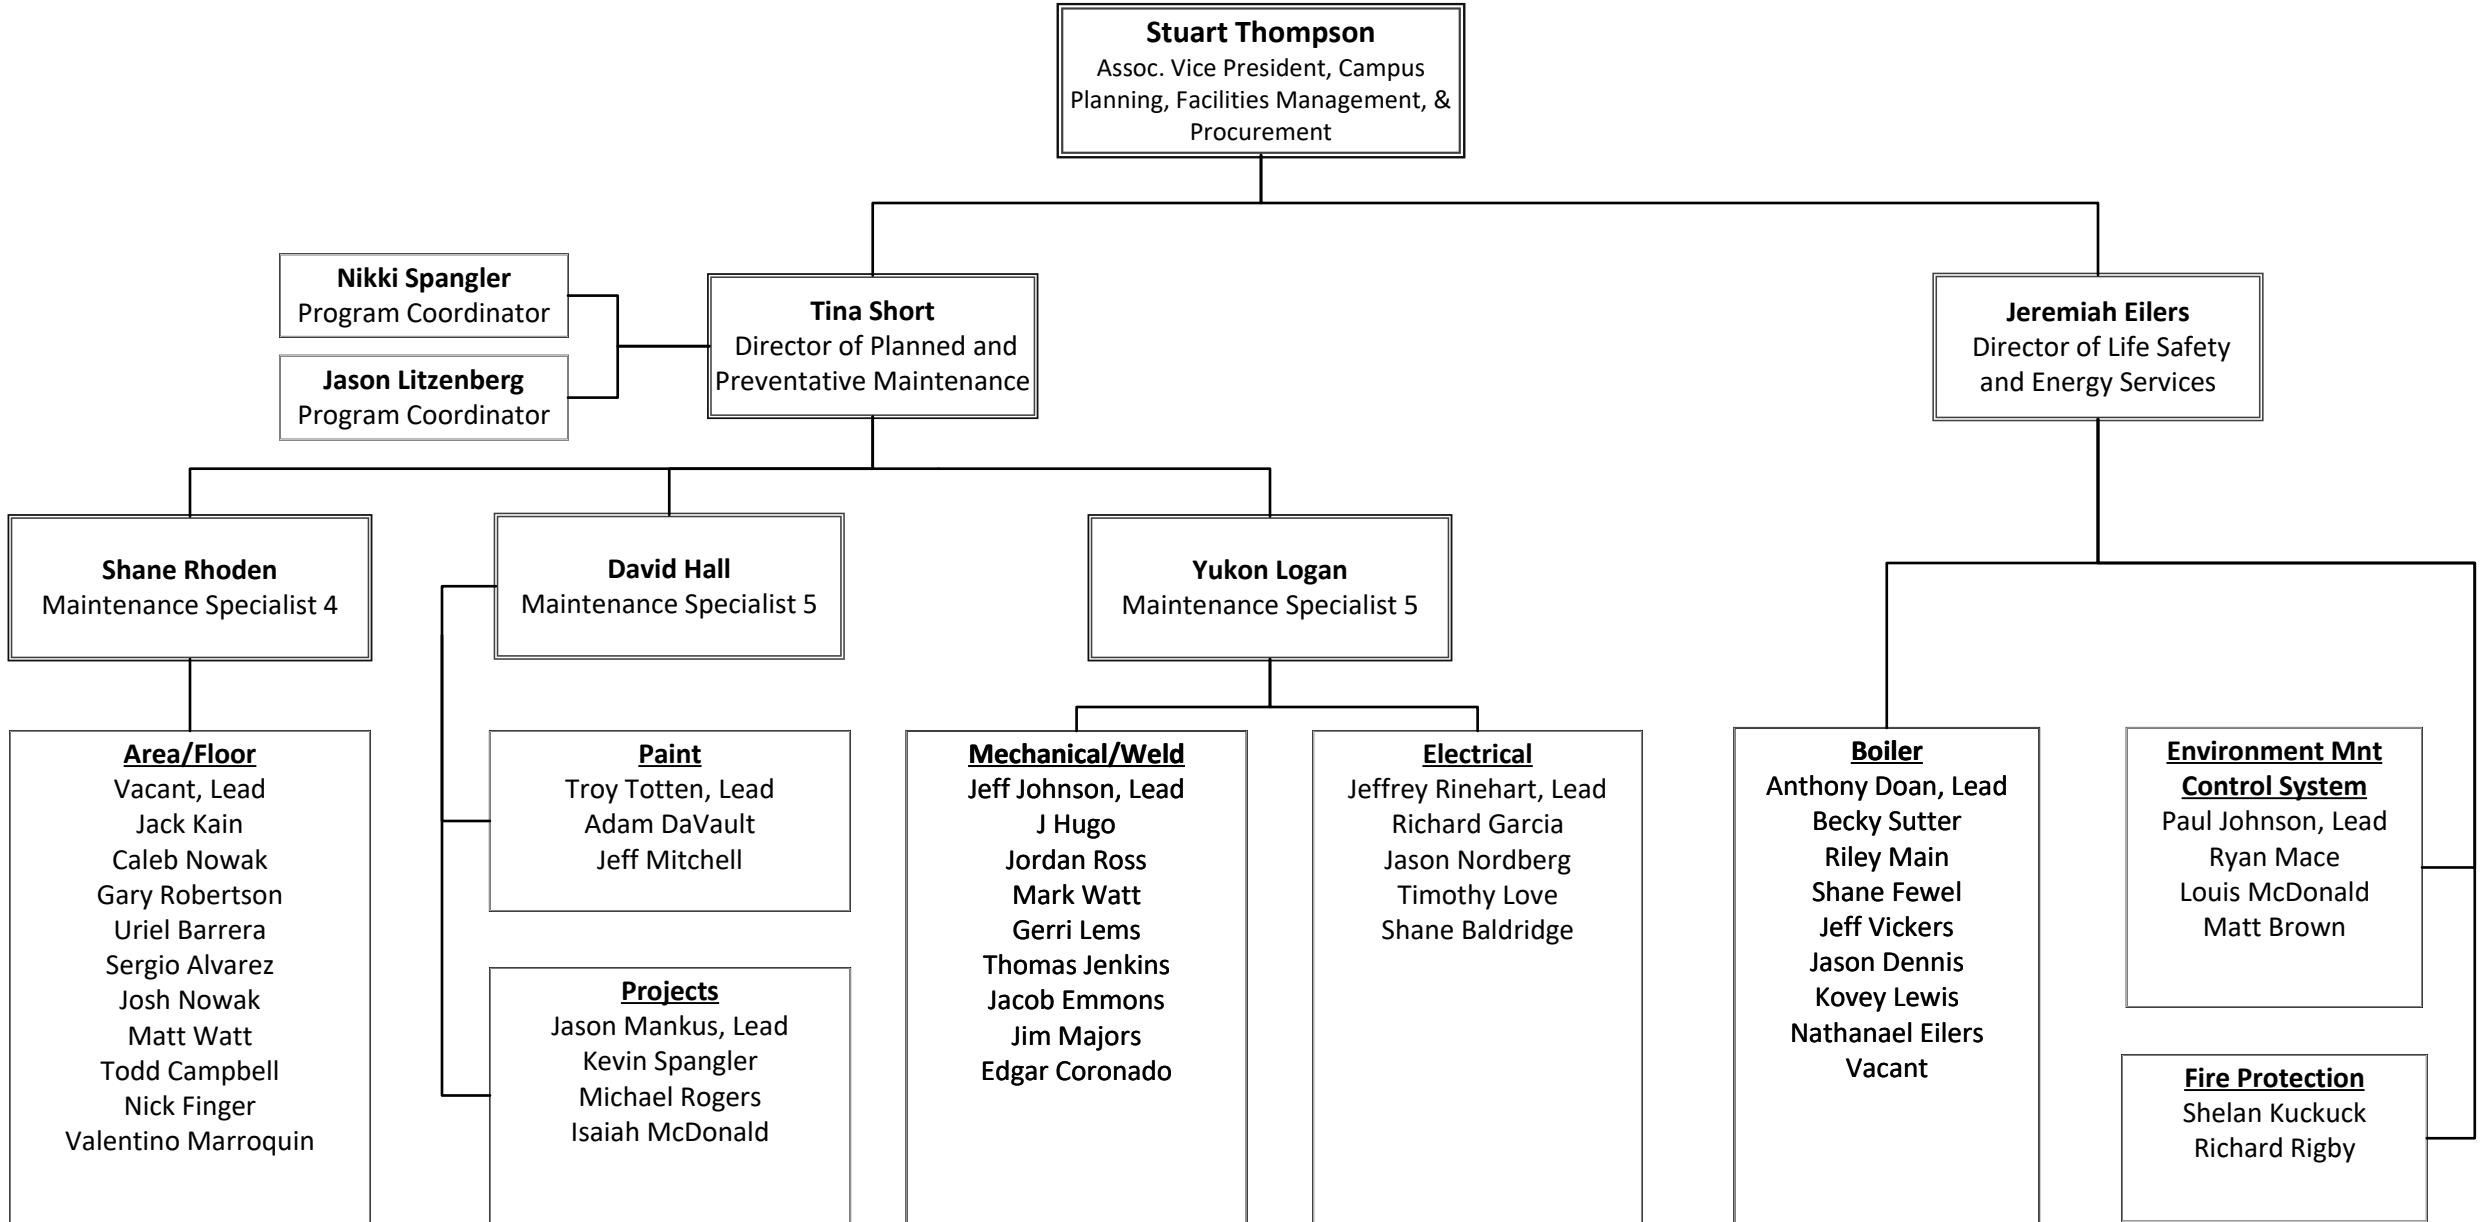 Stuart Thompson
Assoc. Vice President, Campus
Planning, Facilities Management, &
Procurement
Nikki Spangler
Program Coordinator
Jason Litzenberg
Program Coordinator
Tina Short
Director of Planned and
Preventative Maintenance
Jeremiah Eilers
Director of Life Safety
and Energy Services
Shane Rhoden
Maintenance Specialist 4
David Hall
Maintenance Specialist 5
Yukon Logan
Maintenance Specialist 5
Area/Floor
Vacant, Lead
Jack Kain
Caleb Nowak
Gary Robertson
Uriel Barrera
Sergio Alvarez
Josh Nowak
Matt Watt
Todd Campbell
Nick Finger
Valentino Marroquin
Paint
Troy Totten, Lead
Adam DaVault
Jeff Mitchell
Projects
Jason Mankus, Lead
Kevin Spangler
Michael Rogers
Isaiah McDonald
Mechanical/Weld
Jeff Johnson, Lead
J Hugo
Jordan Ross
Mark Watt
Gerri Lems
Thomas Jenkins
Jacob Emmons
Jim Majors
Edgar Coronado
Electrical
Jeffrey Rinehart, Lead
Richard Garcia
Jason Nordberg
Timothy Love
Shane Baldridge
Boiler
Anthony Doan, Lead
Becky Sutter
Riley Main
Shane Fewel
Jeff Vickers
Jason Dennis
Kovey Lewis
Nathanael Eilers
Vacant
Environment Mnt
Control System
Paul Johnson, Lead
Ryan Mace
Louis McDonald
Matt Brown
Fire Protection
Shelan Kuckuck
Richard Rigby